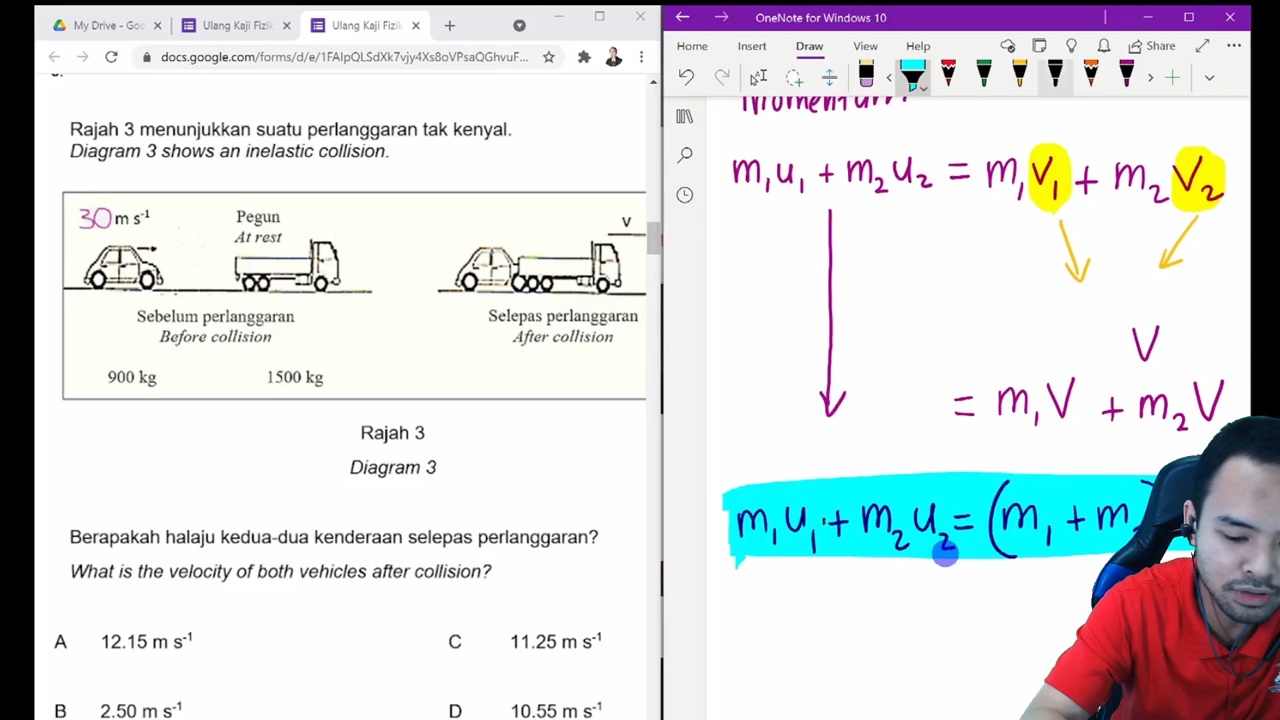 My Drive - Goo
Ulang Kaji Fizik
Ulang Kaji Fizik
docs.google.com/forms/d/e/1FAIpQLSdXk7vjy4Xs8oVPsaQGhvuF...
Rajah 3 menunjukkan suatu perlanggaran tak kenyal.
Diagram 3 shows an inelastic collision.
30 m s⁻¹
Pegun
At rest
v
Sebelum perlanggaran
Before collision
Selepas perlanggaran
After collision
900 kg
1500 kg
Rajah 3
Diagram 3
Berapakah halaju kedua-dua kenderaan selepas perlanggaran?
What is the velocity of both vehicles after collision?
A 12.15 m s⁻¹
C 11.25 m s⁻¹
B 2.50 m s⁻¹
D 10.55 m s⁻¹
OneNote for Windows 10
Home Insert Draw View Help Share
Momentum.
m₁u₁ + m₂u₂ = m₁v₁ + m₂v₂
V
= m₁V + m₂V
m₁u₁ + m₂u₂ = (m₁ + m₂